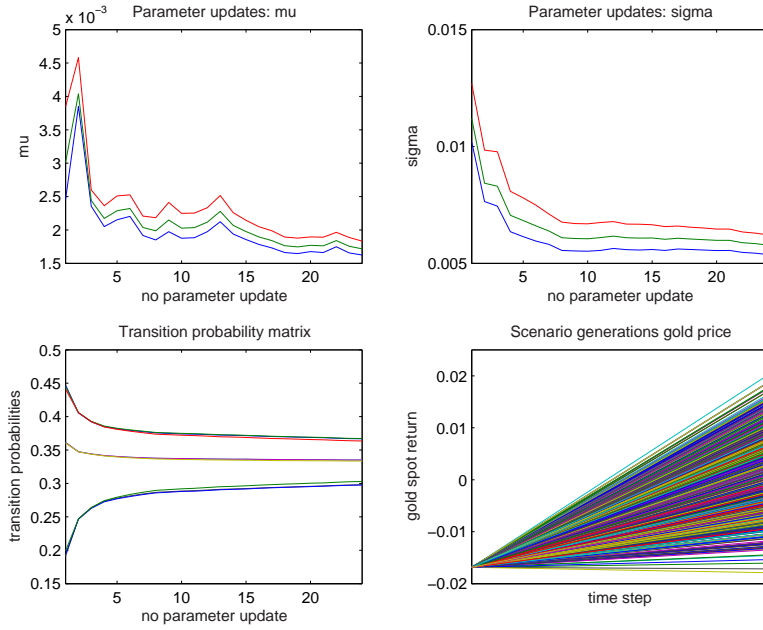 Parameter updates: mu
5 x 10⁻³
4.5
4
3.5
3
2.5
2
1.5
mu
5 10 15 20
no parameter update
Parameter updates: sigma
0.015
0.01
0.005
sigma
5 10 15 20
no parameter update
Transition probability matrix
0.5
0.45
0.4
0.35
0.3
0.25
0.2
0.15
transition probabilities
5 10 15 20
no parameter update
Scenario generations gold price
0.02
0.01
0
−0.01
−0.02
gold spot return
time step